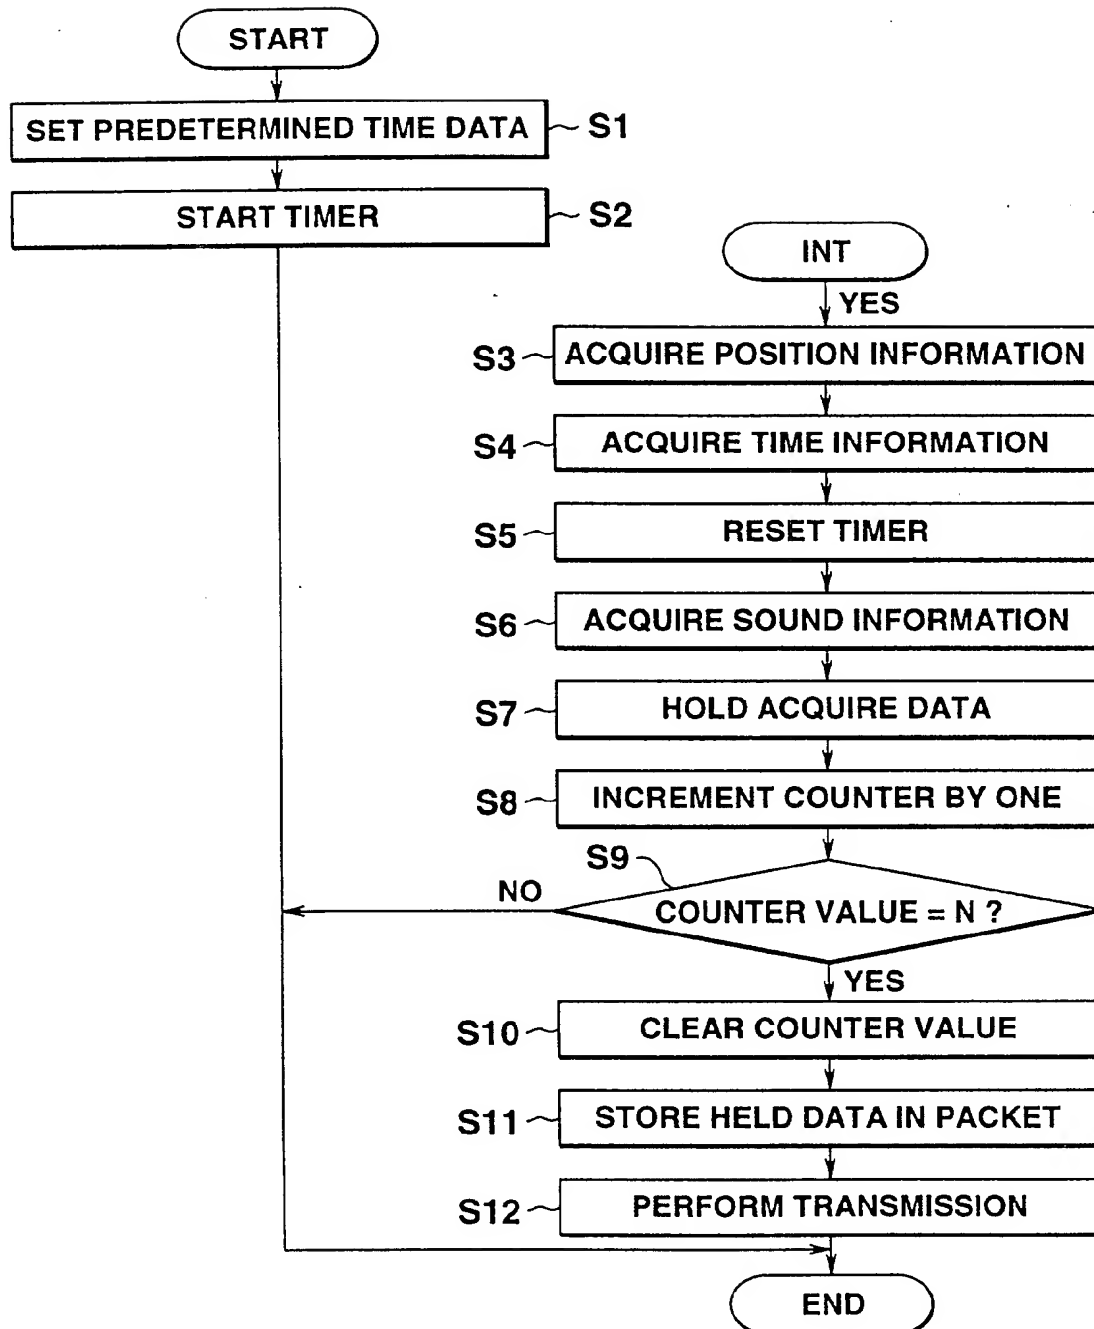 START
SET PREDETERMINED TIME DATA
S1
START TIMER
S2
INT
YES
S3
ACQUIRE POSITION INFORMATION
S4
ACQUIRE TIME INFORMATION
S5
RESET TIMER
S6
ACQUIRE SOUND INFORMATION
S7
HOLD ACQUIRE DATA
S8
INCREMENT COUNTER BY ONE
S9
NO
COUNTER VALUE = N ?
YES
S10
CLEAR COUNTER VALUE
S11
STORE HELD DATA IN PACKET
S12
PERFORM TRANSMISSION
END